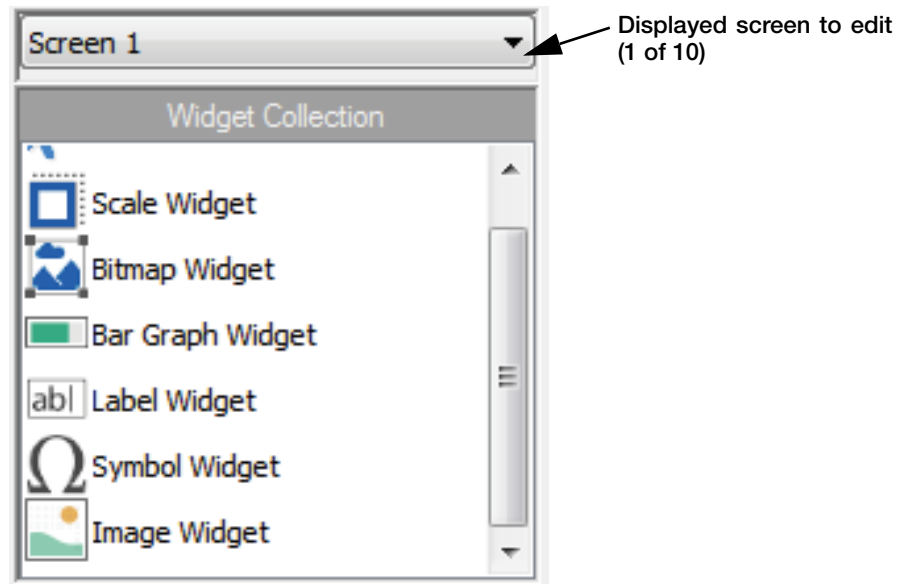 Screen 1
Displayed screen to edit
(1 of 10)
Widget Collection
Scale Widget
Bitmap Widget
Bar Graph Widget
abl Label Widget
Ω Symbol Widget
Image Widget